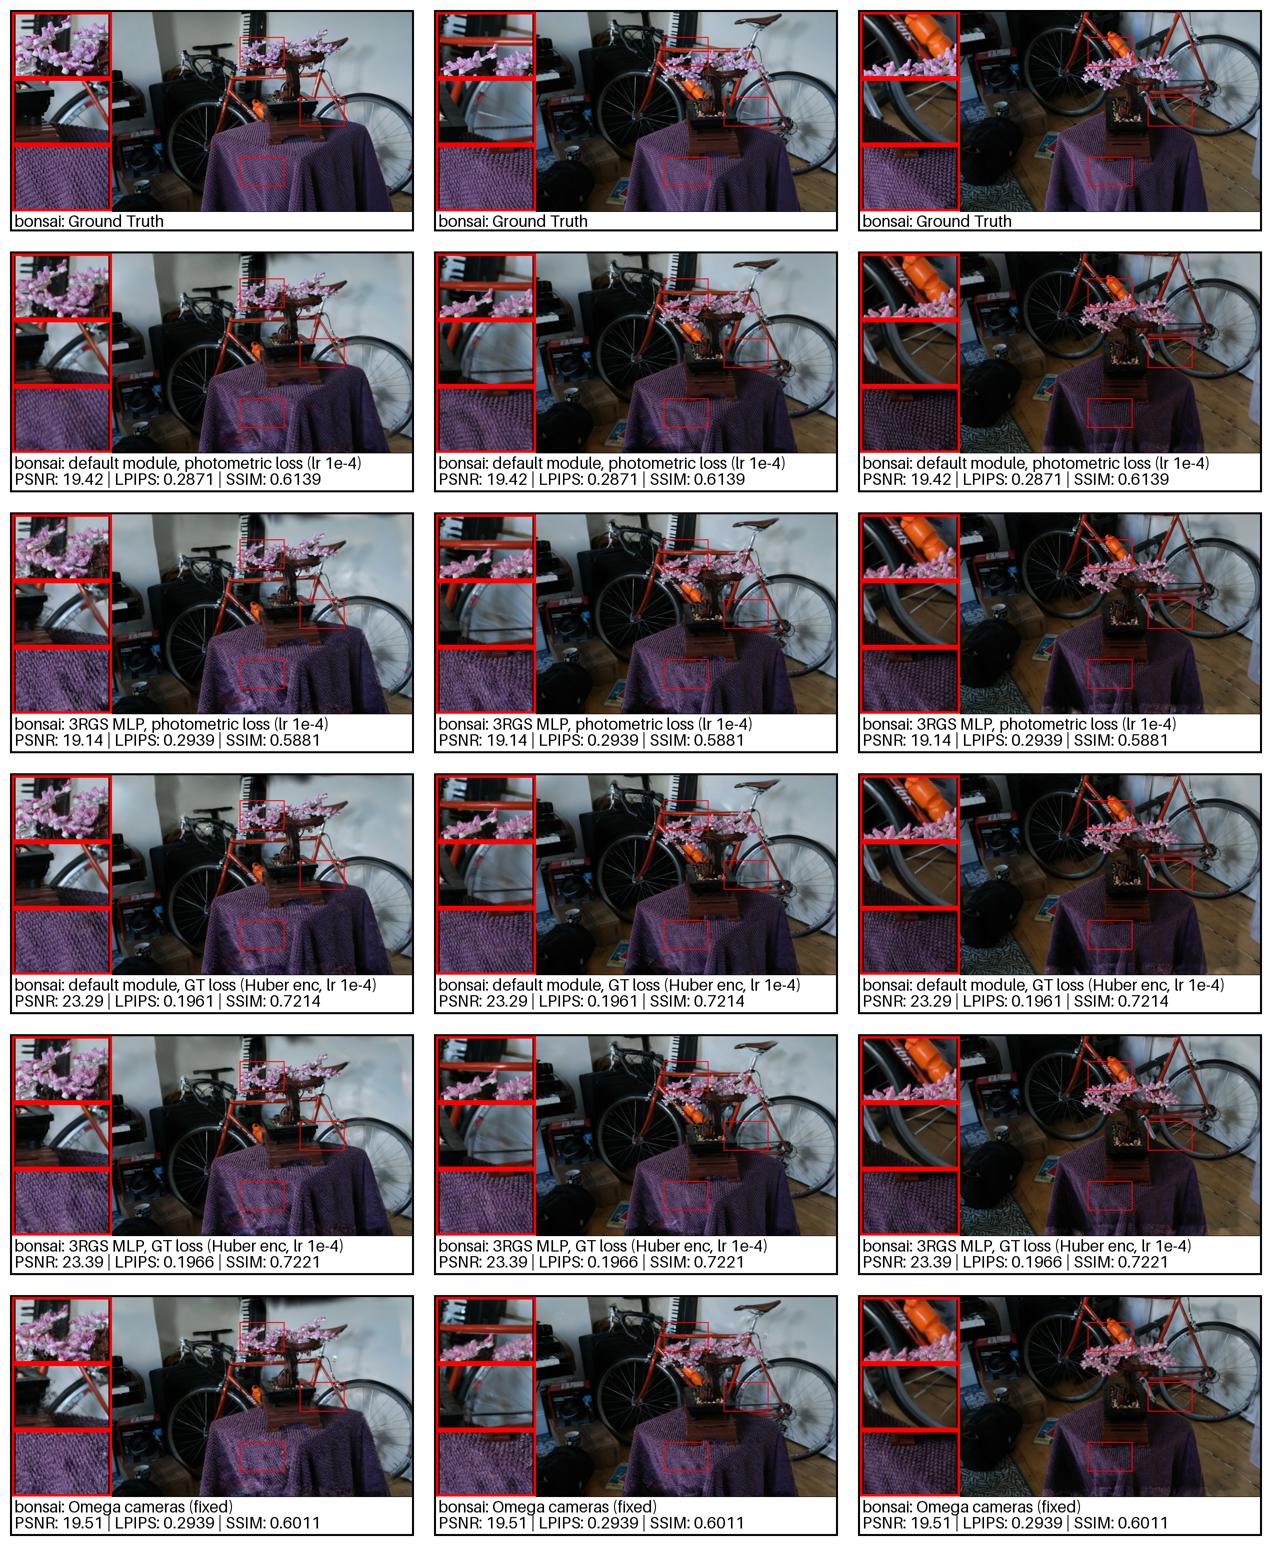 bonsai: Ground Truth
bonsai: Ground Truth
bonsai: Ground Truth
bonsai: default module, photometric loss (lr 1e-4)
PSNR: 19.42 | LPIPS: 0.2871 | SSIM: 0.6139
bonsai: default module, photometric loss (lr 1e-4)
PSNR: 19.42 | LPIPS: 0.2871 | SSIM: 0.6139
bonsai: default module, photometric loss (lr 1e-4)
PSNR: 19.42 | LPIPS: 0.2871 | SSIM: 0.6139
bonsai: 3RGS MLP, photometric loss (lr 1e-4)
PSNR: 19.14 | LPIPS: 0.2939 | SSIM: 0.5881
bonsai: 3RGS MLP, photometric loss (lr 1e-4)
PSNR: 19.14 | LPIPS: 0.2939 | SSIM: 0.5881
bonsai: 3RGS MLP, photometric loss (lr 1e-4)
PSNR: 19.14 | LPIPS: 0.2939 | SSIM: 0.5881
bonsai: default module, GT loss (Huber enc, lr 1e-4)
PSNR: 23.29 | LPIPS: 0.1961 | SSIM: 0.7214
bonsai: default module, GT loss (Huber enc, lr 1e-4)
PSNR: 23.29 | LPIPS: 0.1961 | SSIM: 0.7214
bonsai: default module, GT loss (Huber enc, lr 1e-4)
PSNR: 23.29 | LPIPS: 0.1961 | SSIM: 0.7214
bonsai: 3RGS MLP, GT loss (Huber enc, lr 1e-4)
PSNR: 23.39 | LPIPS: 0.1966 | SSIM: 0.7221
bonsai: 3RGS MLP, GT loss (Huber enc, lr 1e-4)
PSNR: 23.39 | LPIPS: 0.1966 | SSIM: 0.7221
bonsai: 3RGS MLP, GT loss (Huber enc, lr 1e-4)
PSNR: 23.39 | LPIPS: 0.1966 | SSIM: 0.7221
bonsai: Omega cameras (fixed)
PSNR: 19.51 | LPIPS: 0.2939 | SSIM: 0.6011
bonsai: Omega cameras (fixed)
PSNR: 19.51 | LPIPS: 0.2939 | SSIM: 0.6011
bonsai: Omega cameras (fixed)
PSNR: 19.51 | LPIPS: 0.2939 | SSIM: 0.6011